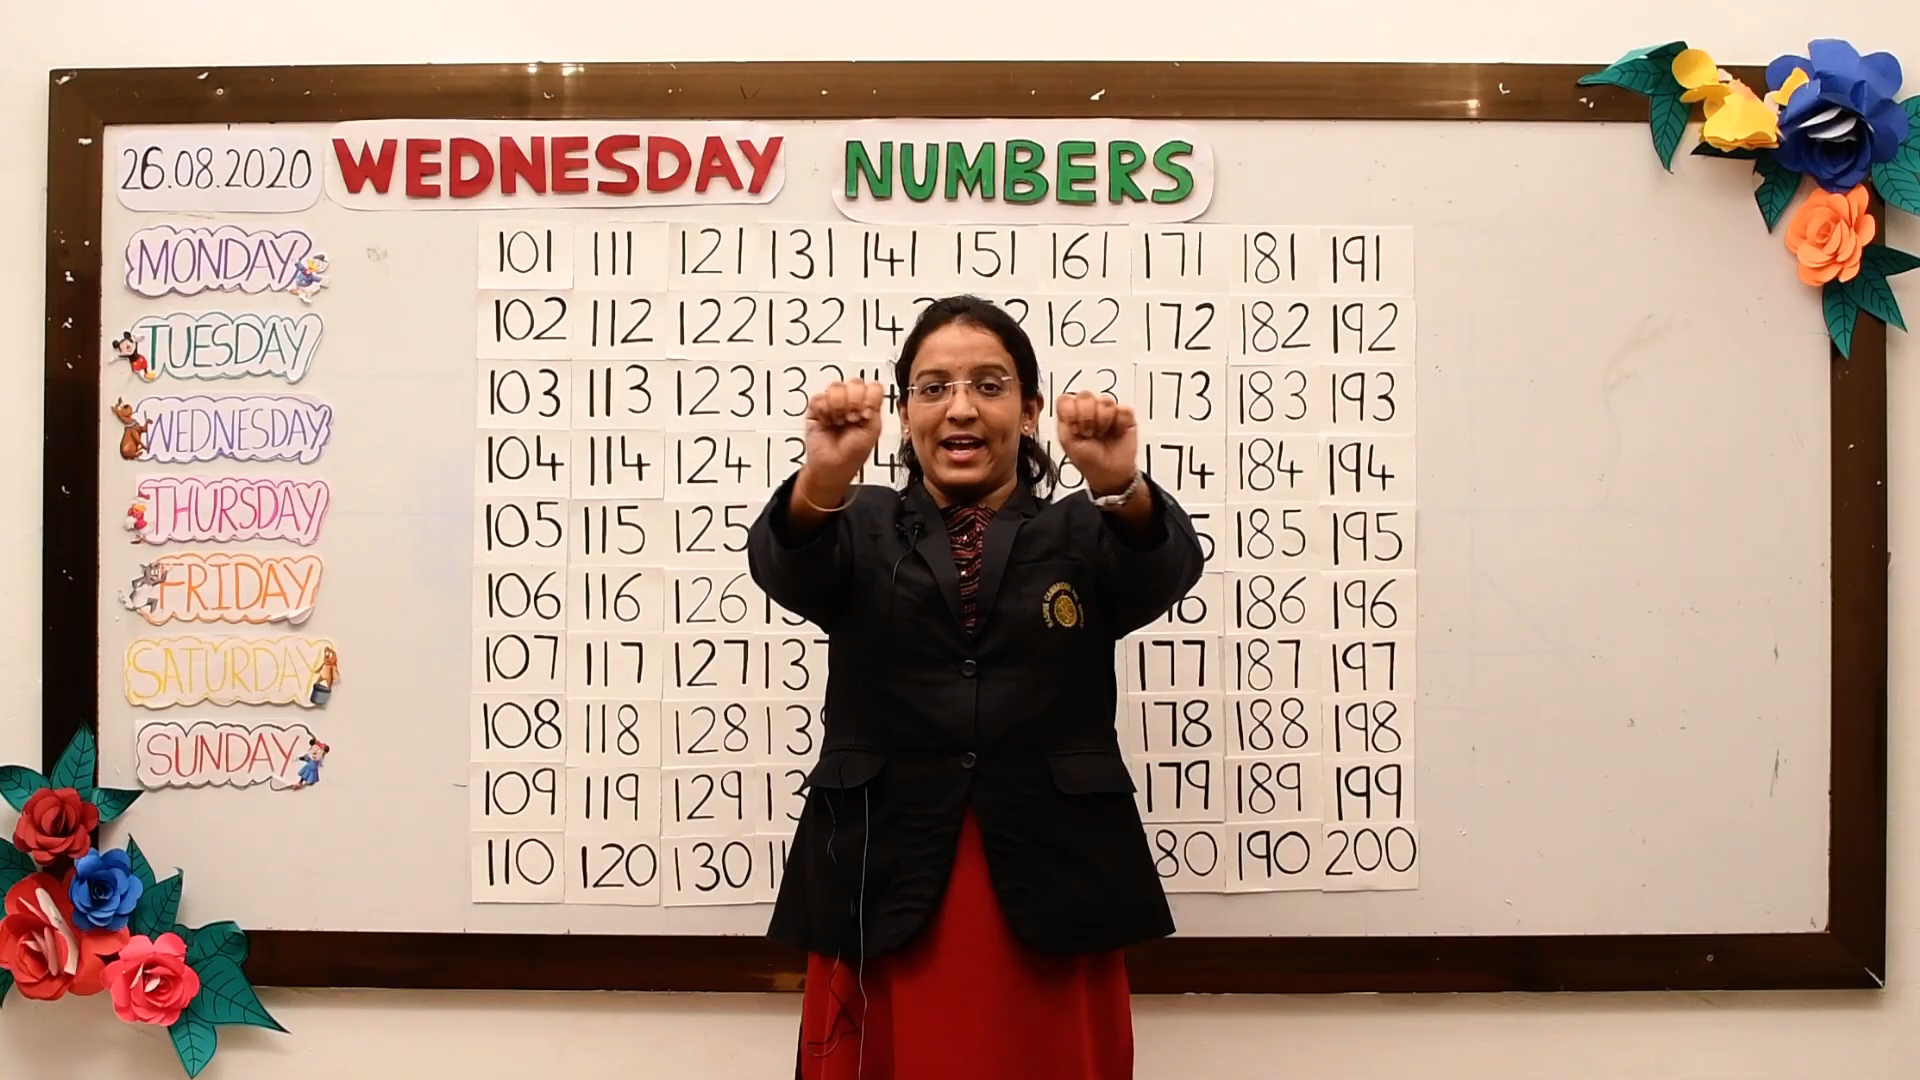 26.08.2020 WEDNESDAY NUMBERS
MONDAY
TUESDAY
WEDNESDAY
THURSDAY
FRIDAY
SATURDAY
SUNDAY
101 111 121 131 141 151 161 171 181 191
102 112 122 132 162 172 182 192
103 113 123 163 173 183 193
104 114 124 174 184 194
105 115 125 185 195
106 116 126 186 196
107 117 127 137 177 187 197
108 118 128 178 188 198
109 119 129 179 189 199
110 120 130 190 200